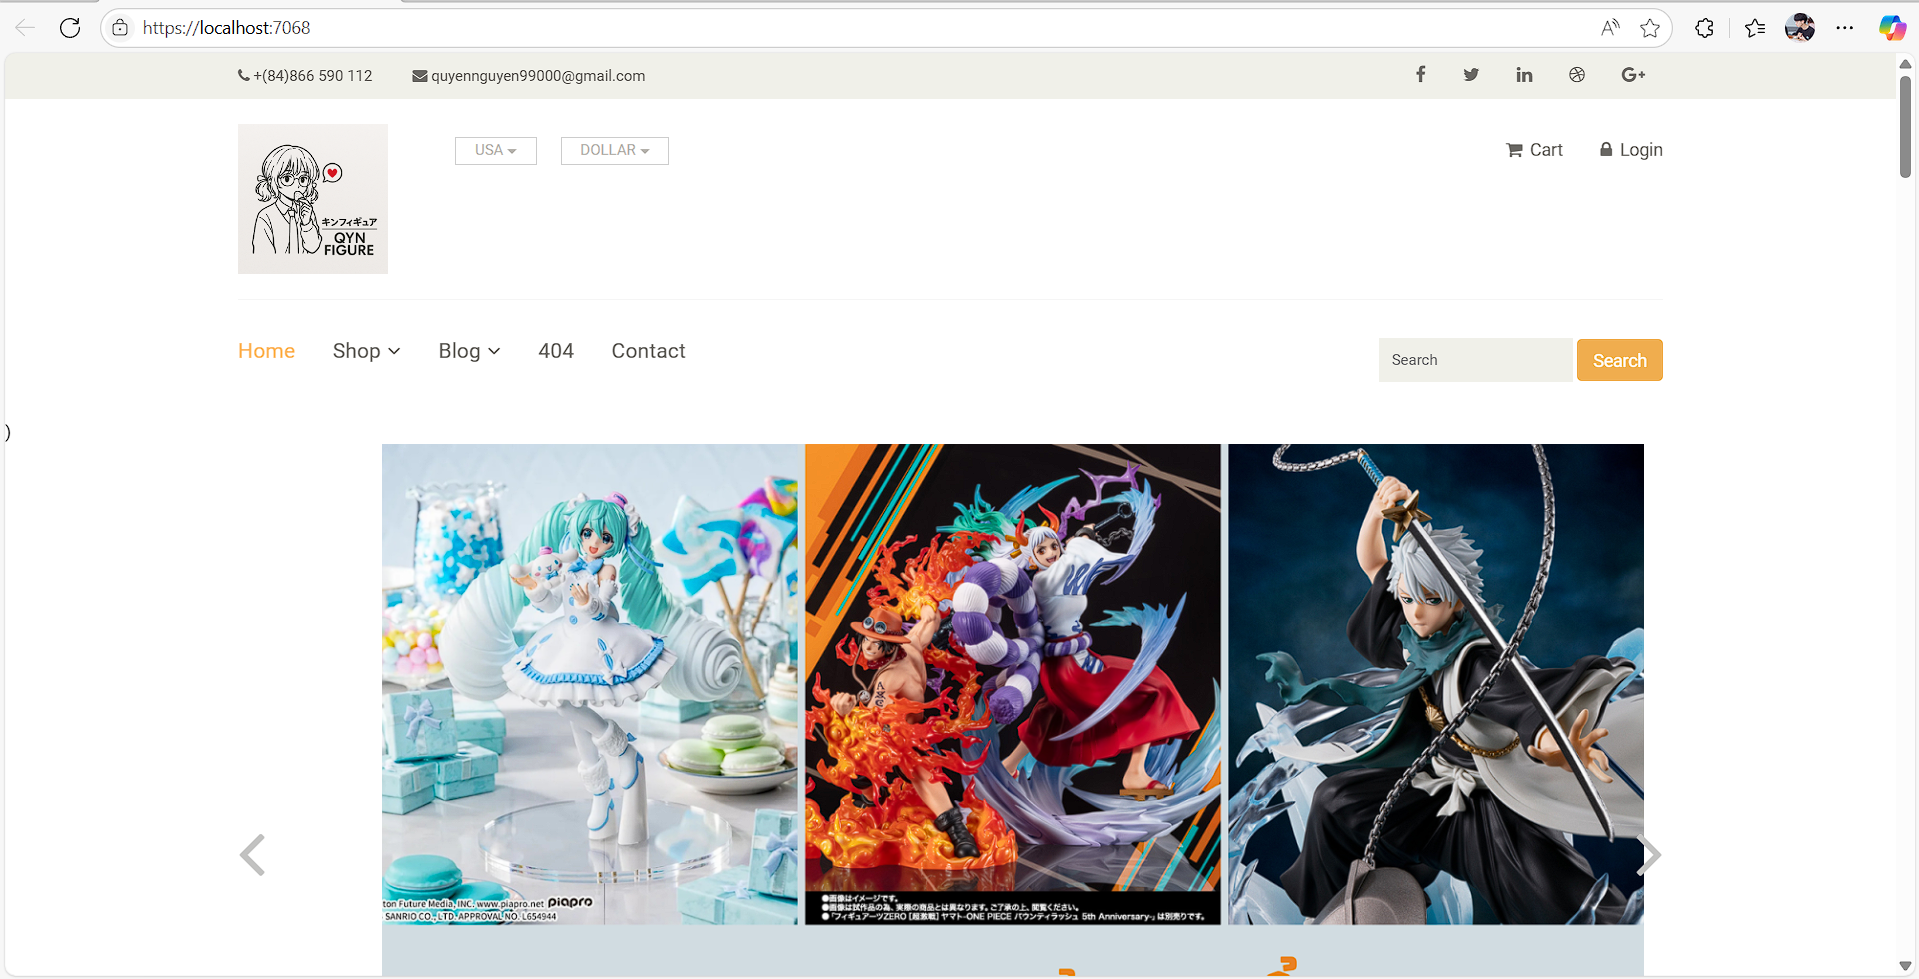 https://localhost:7068
+(84)866 590 112
quyennguyen99000@gmail.com
USA
DOLLAR
Cart
Login
キンフィギュア
QYN
FIGURE
Home
Shop
Blog
404
Contact
Search
Search
)
ton Future Media, INC. www.piapro.net piapro
SANRIO CO., LTD. APPROVAL NO. L654944
●画像はイメージです。
●画像は試作品の為、実際の商品とは異なります。ご了承の上、閲覧ください。
●「フィギュアーツZERO [超激戦] ヤマト-ONE PIECE バウンティラッシュ 5th Anniversary-」は別売りです。